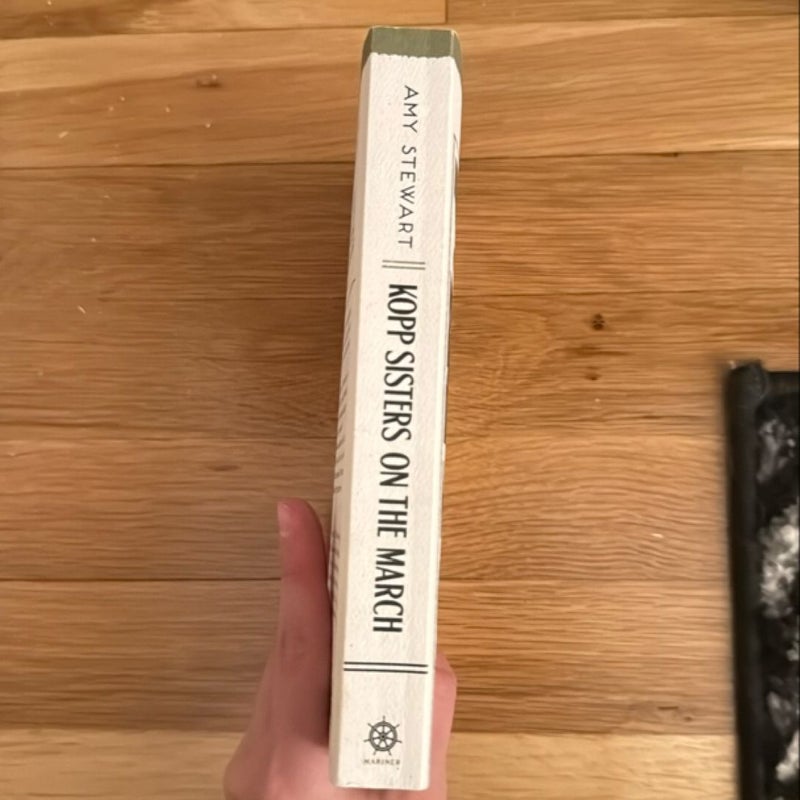 AMY STEWART
KOPP SISTERS ON THE MARCH
MARINER